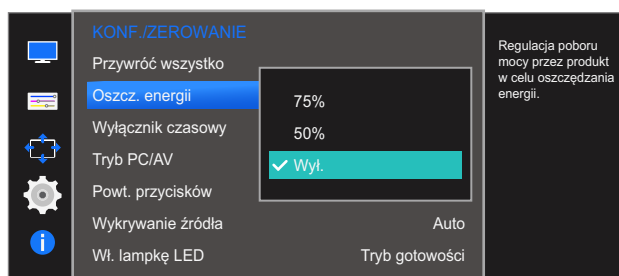 KONF./ZEROWANIE
Przywróć wszystko
Oszcz. energii
Wyłącznik czasowy
Tryb PC/AV
Powt. przycisków
Wykrywanie źródła Auto
Wł. lampkę LED Tryb gotowości
75%
50%
Wył.
Regulacja poboru
mocy przez produkt
w celu oszczędzania
energii.